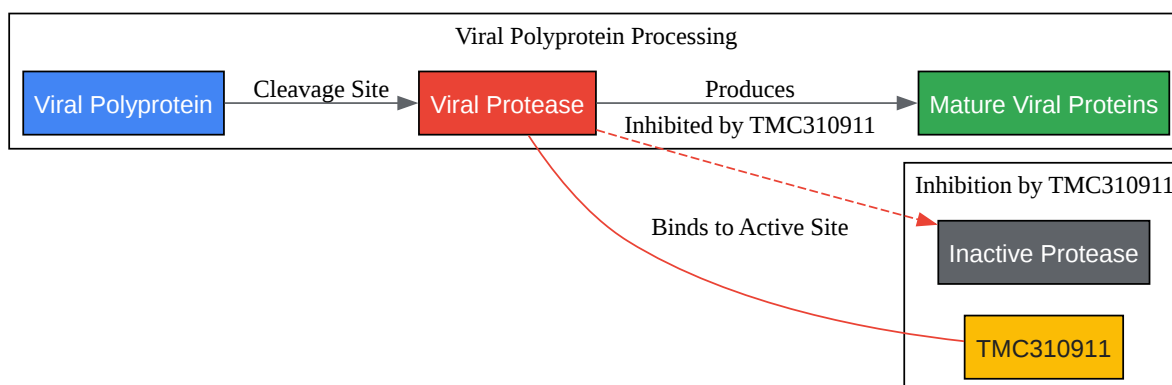 Viral Polyprotein Processing
Viral Polyprotein
Cleavage Site
Viral Protease
Produces
Mature Viral Proteins
Inhibited by TMC310911
Inhibition by TMC310911
Binds to Active Site
Inactive Protease
TMC310911